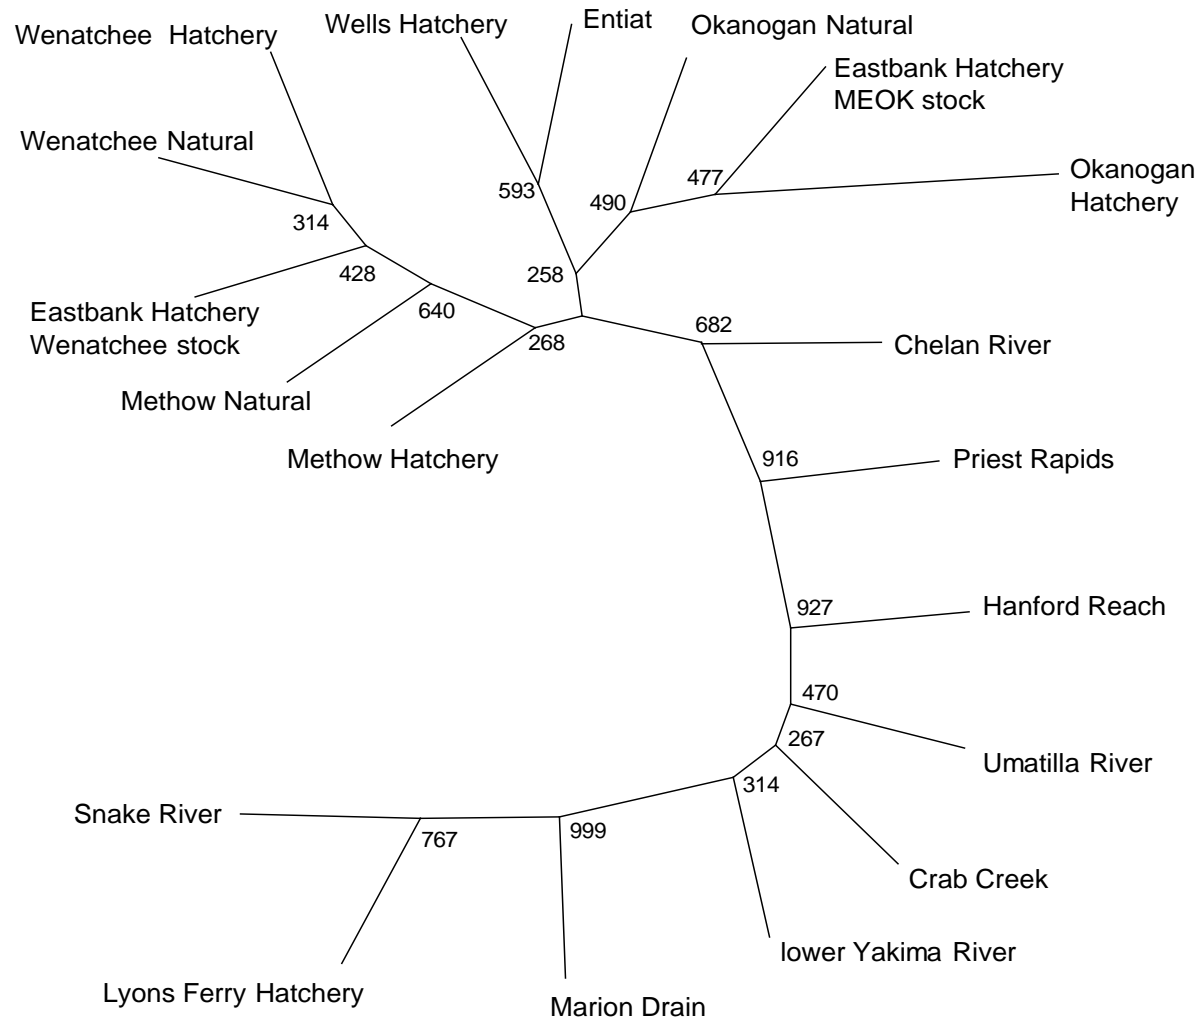 Wells Hatchery
Entiat
Okanogan Natural
Wenatchee Hatchery
Eastbank Hatchery
MEOK stock
Wenatchee Natural
Okanogan
Hatchery
477
593
490
314
428
258
Eastbank Hatchery
Wenatchee stock
640
268
682
Chelan River
Methow Natural
Methow Hatchery
916
Priest Rapids
927
Hanford Reach
470
267
Umatilla River
314
Snake River
767
999
Crab Creek
lower Yakima River
Lyons Ferry Hatchery
Marion Drain